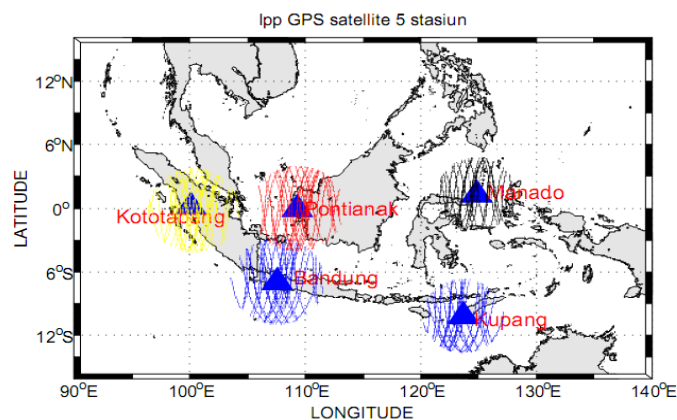 Ipp GPS satellite 5 stasiun
12°N
6°N
0°
6°S
12°S
LATITUDE
Manado
Kototapang
Pontianak
Bandung
Kupang
90°E
100°E
110°E
120°E
130°E
140°E
LONGITUDE